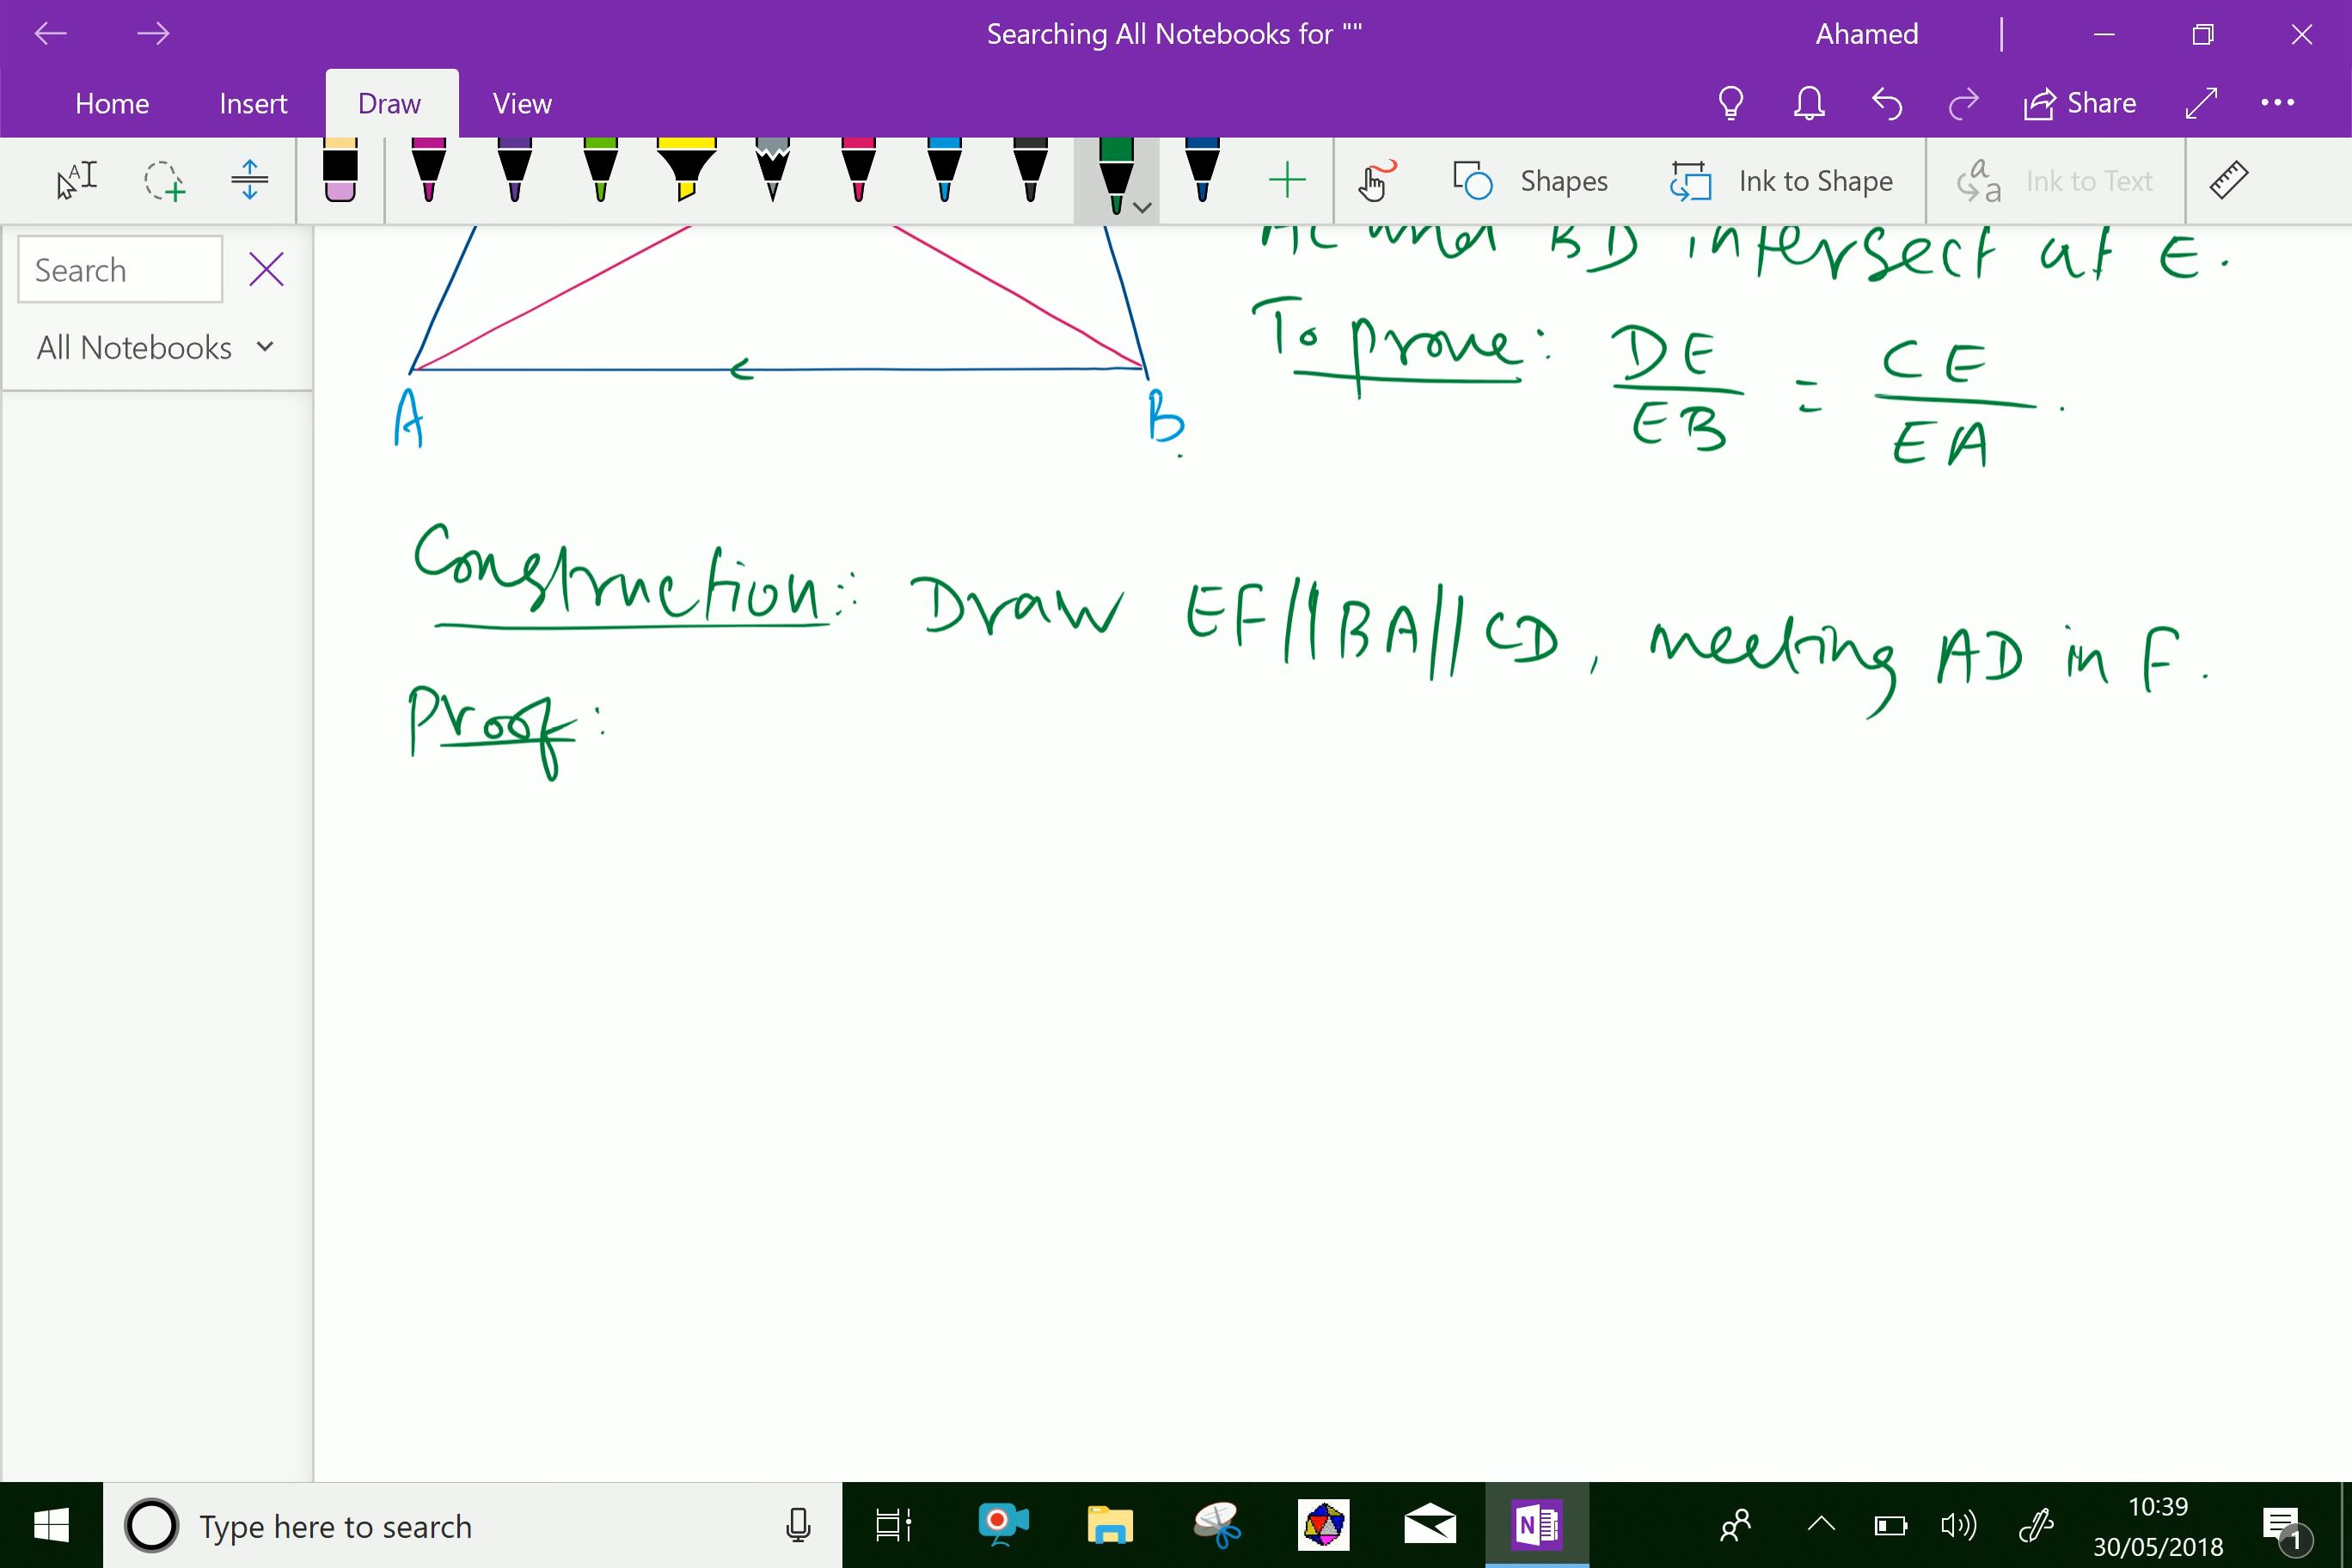 Searching All Notebooks for ""
Ahamed
Home Insert Draw View
Share
Shapes
Ink to Shape
Ink to Text
Search
All Notebooks
AC and BD intersect at E.
To prove: DE/EB = CE/EA.
A
B
Construction: Draw EF||BA||CD, meeting AD in F.
Proof:
Type here to search
10:39
30/05/2018
1